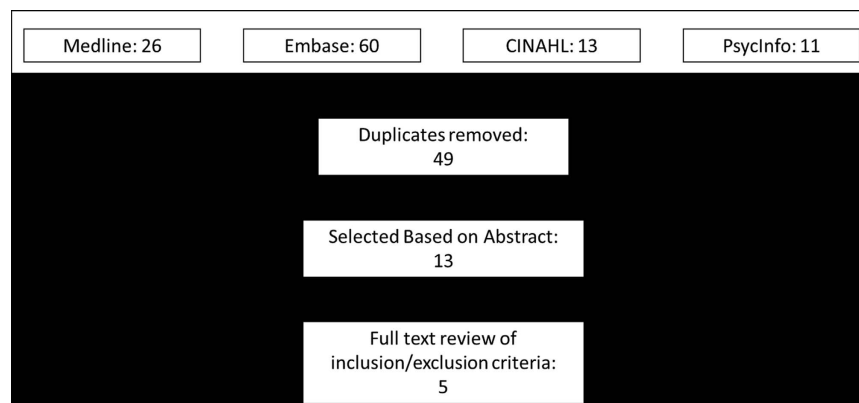 Medline: 26
Embase: 60
CINAHL: 13
PsycInfo: 11
Duplicates removed:
49
Selected Based on Abstract:
13
Full text review of
inclusion/exclusion criteria:
5